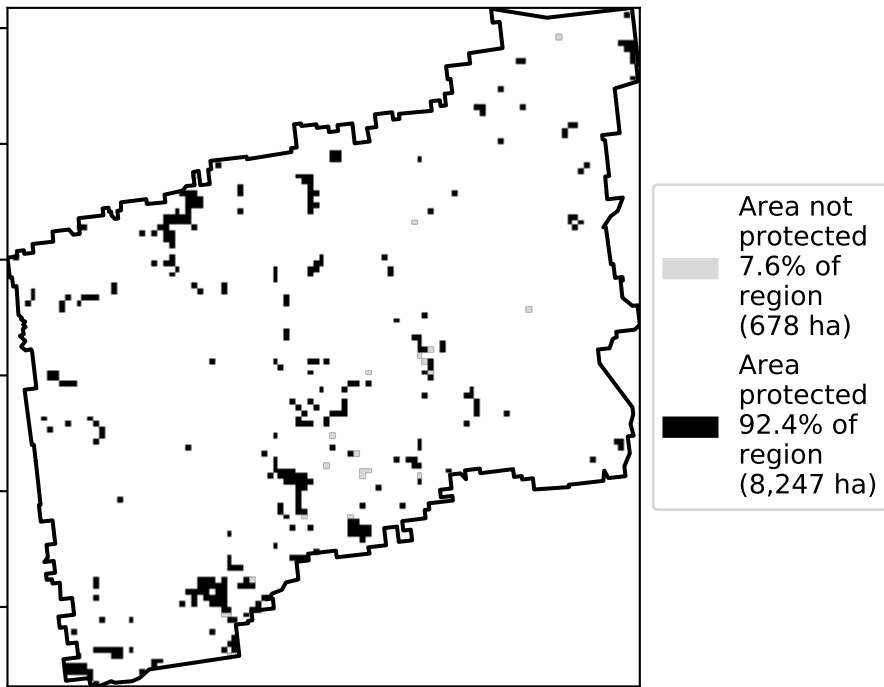 Area not
protected
7.6% of
region
(678 ha)
Area
protected
92.4% of
region
(8,247 ha)